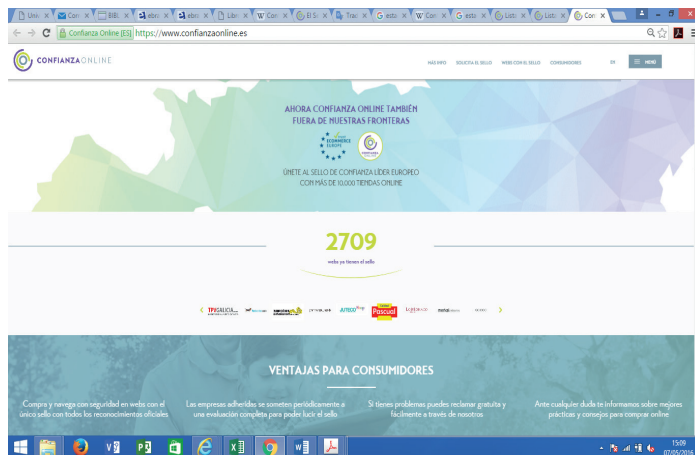 Confianza Online [ES] https://www.confianzaonline.es
CONFIANZA ONLINE
MÁS INFO SOLICITA EL SELLO WEBS CON EL SELLO CONSUMIDORES EN MENÚ
AHORA CONFIANZA ONLINE TAMBIÉN
FUERA DE NUESTRAS FRONTERAS
ECOMMERCE
EUROPE
ÚNETE AL SELLO DE CONFIANZA LÍDER EUROPEO
CON MÁS DE 10.000 TIENDAS ONLINE
2709
webs ya tienen el sello
Pascual
VENTAJAS PARA CONSUMIDORES
Compra y navega con seguridad en webs con el
único sello con todos los reconocimientos oficiales
Las empresas adheridas se someten periódicamente a
una evaluación completa para poder lucir el sello
Si tienes problemas puedes reclamar gratuita y
fácilmente a través de nosotros
Ante cualquier duda te informamos sobre mejores
prácticas y consejos para comprar online
15:09
07/05/2016